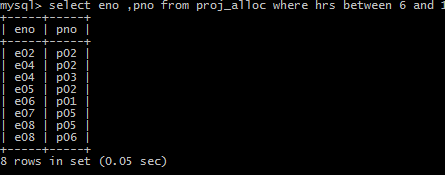 mysql> select eno ,pno from proj_alloc where hrs between 6 and 1
+-----+-----+
| eno | pno |
+-----+-----+
| e02 | p02 |
| e04 | p02 |
| e04 | p03 |
| e05 | p02 |
| e06 | p01 |
| e07 | p05 |
| e08 | p05 |
| e08 | p06 |
+-----+-----+
8 rows in set (0.05 sec)